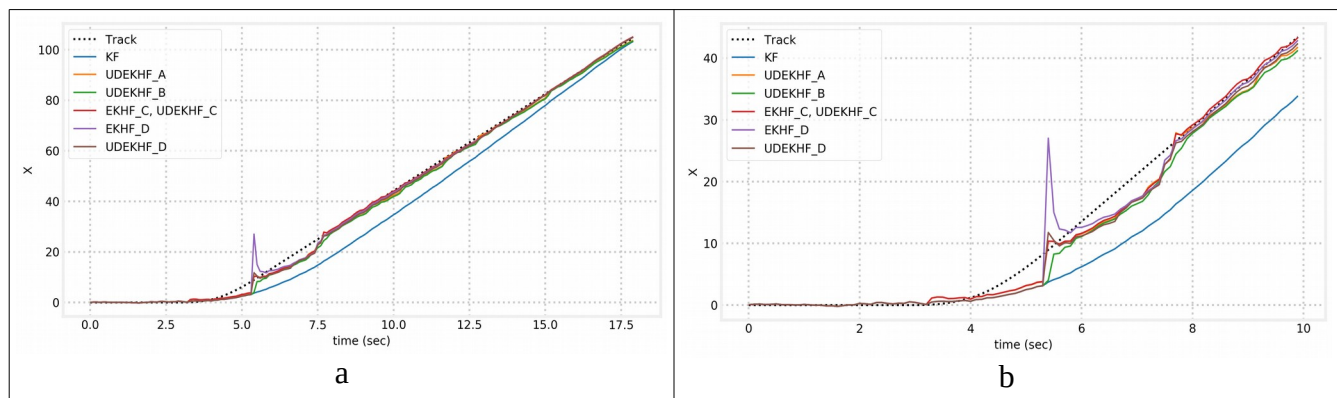 Track
KF
UDEKHF_A
UDEKHF_B
EKHF_C, UDEKHF_C
EKHF_D
UDEKHF_D
X
100
80
60
40
20
0
0.0 2.5 5.0 7.5 10.0 12.5 15.0 17.5
time (sec)
a
Track
KF
UDEKHF_A
UDEKHF_B
EKHF_C, UDEKHF_C
EKHF_D
UDEKHF_D
X
40
30
20
10
0
0 2 4 6 8 10
time (sec)
b